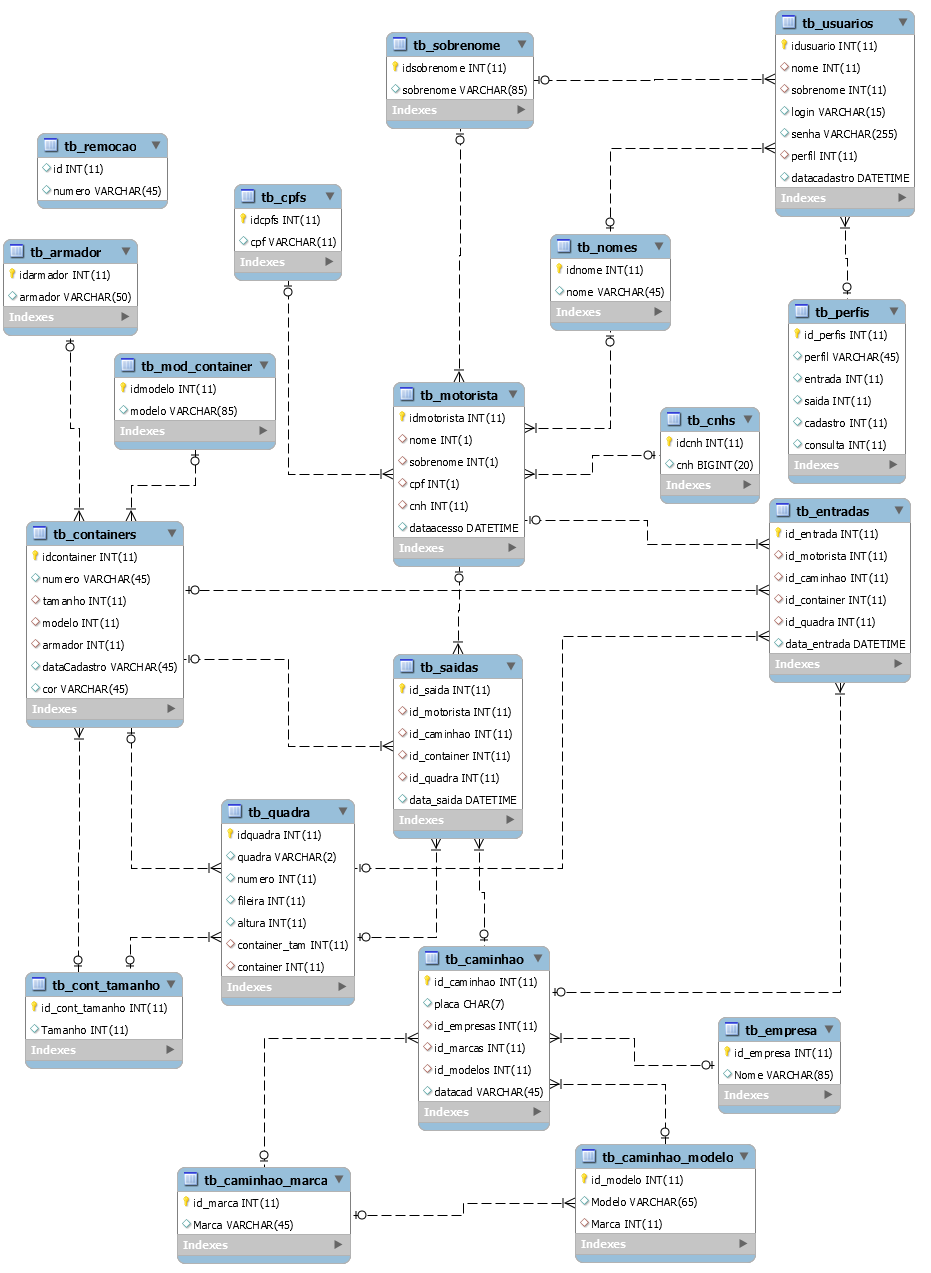 tb_usuarios
idusuario INT(11)
nome INT(11)
sobrenome INT(11)
login VARCHAR(15)
senha VARCHAR(255)
perfil INT(11)
datacadastro DATETIME
Indexes
tb_sobrenome
idsobrenome INT(11)
sobrenome VARCHAR(85)
Indexes
tb_remocao
id INT(11)
numero VARCHAR(45)
tb_cpfs
idcpfs INT(11)
cpf VARCHAR(11)
Indexes
tb_armador
idarmador INT(11)
armador VARCHAR(50)
Indexes
tb_nomes
idnome INT(11)
nome VARCHAR(45)
Indexes
tb_perfis
id_perfis INT(11)
perfil VARCHAR(45)
entrada INT(11)
saida INT(11)
cadastro INT(11)
consulta INT(11)
Indexes
tb_mod_container
idmodelo INT(11)
modelo VARCHAR(85)
Indexes
tb_motorista
idmotorista INT(11)
nome INT(1)
sobrenome INT(1)
cpf INT(1)
cnh INT(11)
dataacesso DATETIME
Indexes
tb_cnhs
idcnh INT(11)
cnh BIGINT(20)
Indexes
tb_entradas
id_entrada INT(11)
id_motorista INT(11)
id_caminhao INT(11)
id_container INT(11)
id_quadra INT(11)
data_entrada DATETIME
Indexes
tb_containers
idcontainer INT(11)
numero VARCHAR(45)
tamanho INT(11)
modelo INT(11)
armador INT(11)
dataCadastro VARCHAR(45)
cor VARCHAR(45)
Indexes
tb_saidas
id_saida INT(11)
id_motorista INT(11)
id_caminhao INT(11)
id_container INT(11)
id_quadra INT(11)
data_saida DATETIME
Indexes
tb_quadra
idquadra INT(11)
quadra VARCHAR(2)
numero INT(11)
fileira INT(11)
altura INT(11)
container_tam INT(11)
container INT(11)
Indexes
tb_cont_tamanho
id_cont_tamanho INT(11)
Tamanho INT(11)
Indexes
tb_caminhao
id_caminhao INT(11)
placa CHAR(7)
id_empresas INT(11)
id_marcas INT(11)
id_modelos INT(11)
datacad VARCHAR(45)
Indexes
tb_empresa
id_empresa INT(11)
Nome VARCHAR(85)
Indexes
tb_caminhao_marca
id_marca INT(11)
Marca VARCHAR(45)
Indexes
tb_caminhao_modelo
id_modelo INT(11)
Modelo VARCHAR(65)
Marca INT(11)
Indexes